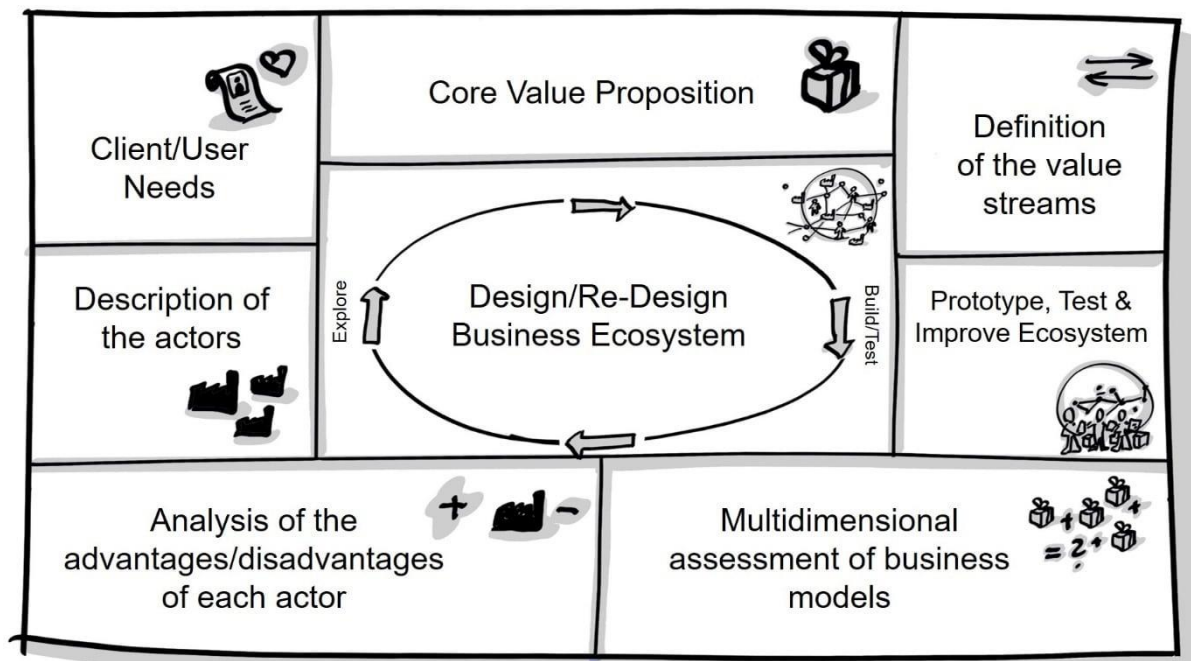 Client/User
Needs
Core Value Proposition
Definition
of the value
streams
Description of
the actors
Explore
Design/Re-Design
Business Ecosystem
Build/Test
Prototype, Test &
Improve Ecosystem
Analysis of the
advantages/disadvantages
of each actor
+
-
Multidimensional
assessment of business
models
+ +
= ? +